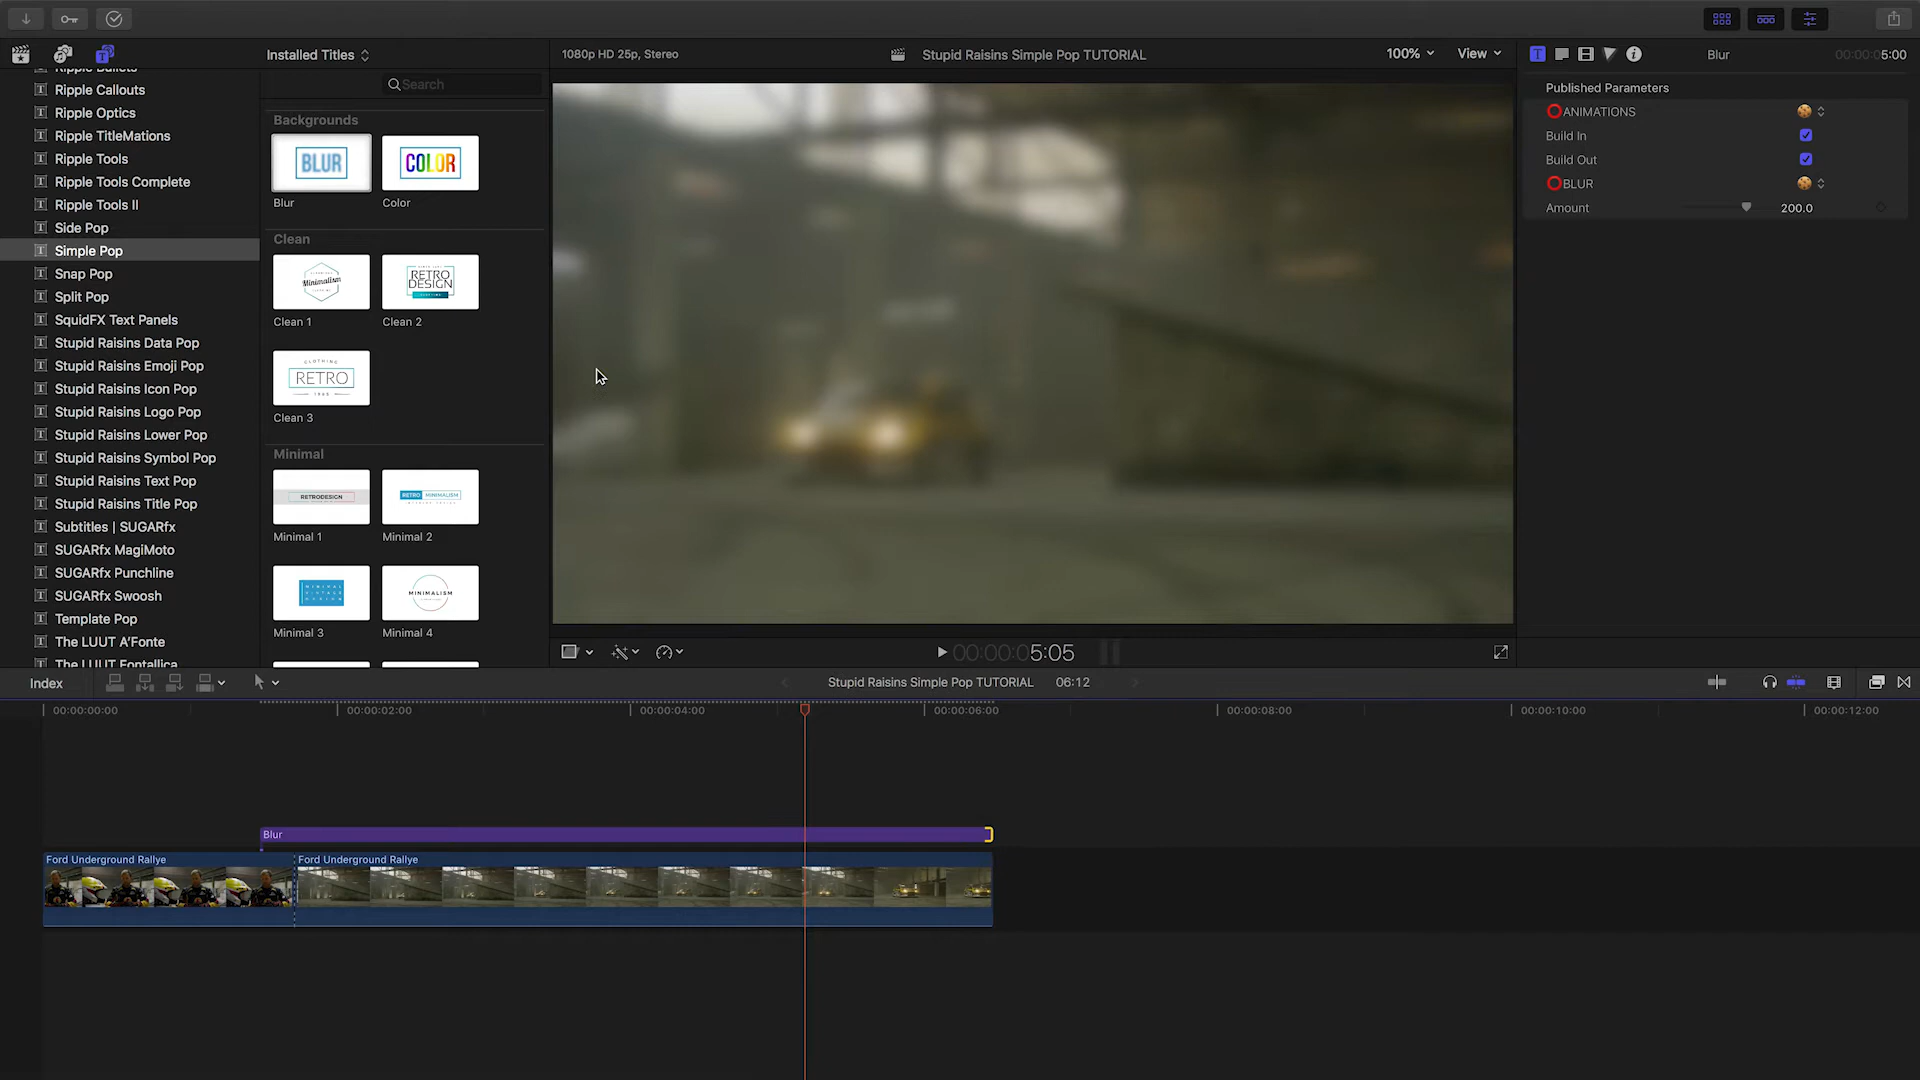 Installed Titles
1080p HD 25p, Stereo
Stupid Raisins Simple Pop TUTORIAL
100%
View
Blur
00:00:05:00
Ripple Bullets
Ripple Callouts
Ripple Optics
Ripple TitleMations
Ripple Tools
Ripple Tools Complete
Ripple Tools II
Side Pop
Simple Pop
Snap Pop
Split Pop
SquidFX Text Panels
Stupid Raisins Data Pop
Stupid Raisins Emoji Pop
Stupid Raisins Icon Pop
Stupid Raisins Logo Pop
Stupid Raisins Lower Pop
Stupid Raisins Symbol Pop
Stupid Raisins Text Pop
Stupid Raisins Title Pop
Subtitles | SUGARfx
SUGARfx MagiMoto
SUGARfx Punchline
SUGARfx Swoosh
Template Pop
The LUUT A'Fonte
The LUUT Fontallica
Search
Backgrounds
BLUR
COLOR
Blur
Color
Clean
Minimalism
RETRO
DESIGN
Clean 1
Clean 2
CLOTHING
RETRO
1985
Clean 3
Minimal
RETRODESIGN
RETRO MINIMALISM
Minimal 1
Minimal 2
MINIMAL
VINTAGE
DESIGN
MINIMALISM
Minimal 3
Minimal 4
Published Parameters
ANIMATIONS
Build In
Build Out
BLUR
Amount
200.0
00:00:05:05
Index
Stupid Raisins Simple Pop TUTORIAL
06:12
00:00:00:00
00:00:02:00
00:00:04:00
00:00:06:00
00:00:08:00
00:00:10:00
00:00:12:00
Blur
Ford Underground Rallye
Ford Underground Rallye